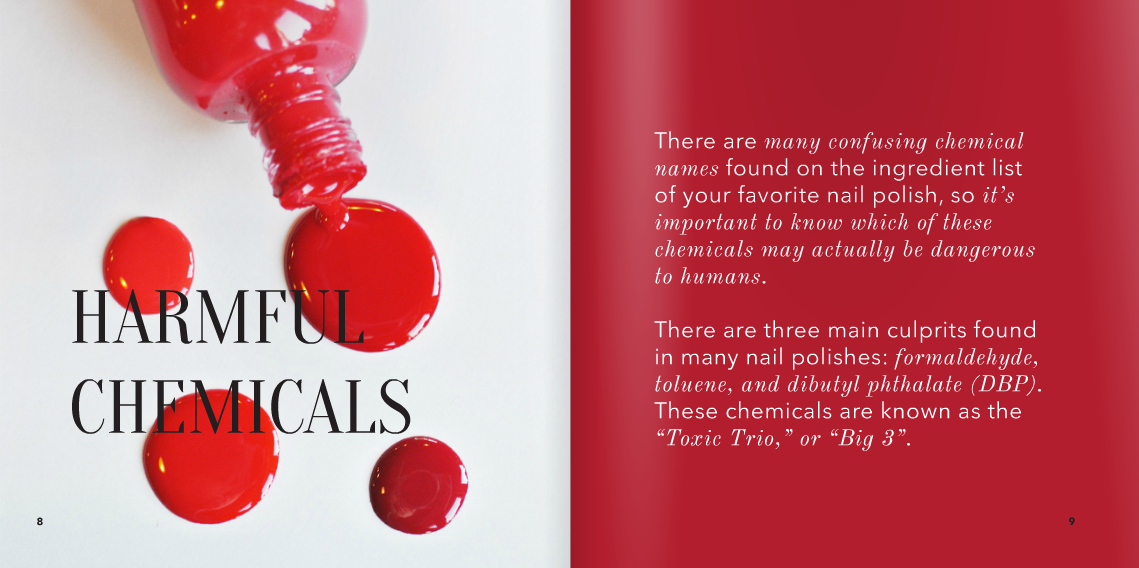 HARMFUL
CHEMICALS
8
There are many confusing chemical
names found on the ingredient list
of your favorite nail polish, so it’s
important to know which of these
chemicals may actually be dangerous
to humans.
There are three main culprits found
in many nail polishes: formaldehyde,
toluene, and dibutyl phthalate (DBP).
These chemicals are known as the
“Toxic Trio,” or “Big 3”.
9